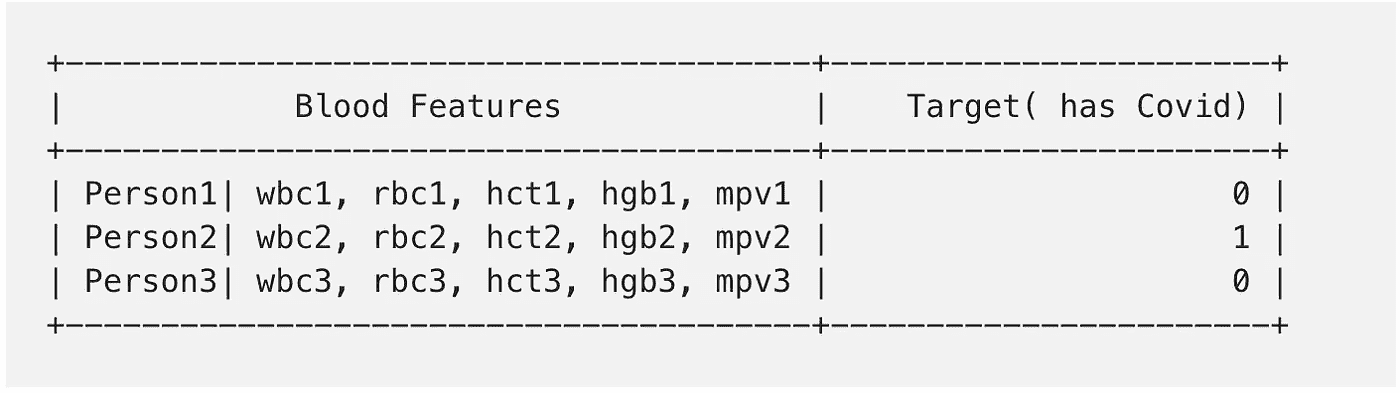 +---------------------------------------+-----------------------+
|            Blood Features             |    Target( has Covid) |
+---------------------------------------+-----------------------+
| Person1| wbc1, rbc1, hct1, hgb1, mpv1 |                     0 |
| Person2| wbc2, rbc2, hct2, hgb2, mpv2 |                     1 |
| Person3| wbc3, rbc3, hct3, hgb3, mpv3 |                     0 |
+---------------------------------------+-----------------------+